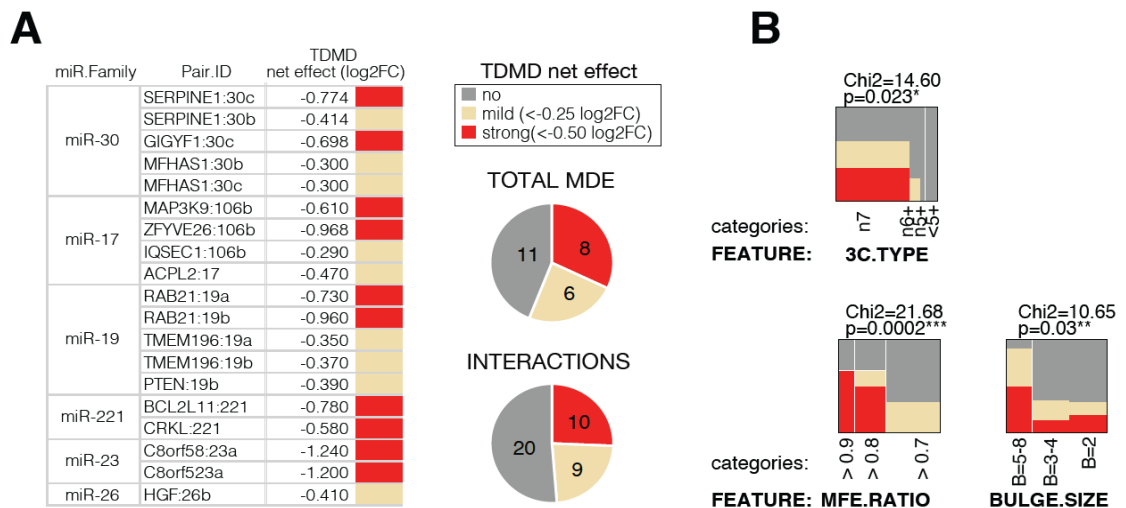 A
miR.Family Pair.ID TDMD net effect (log2FC)
miR-30
SERPINE1:30c -0.774
SERPINE1:30b -0.414
GIGYF1:30c -0.698
MFHAS1:30b -0.300
MFHAS1:30c -0.300
miR-17
MAP3K9:106b -0.610
ZFYVE26:106b -0.968
IQSEC1:106b -0.290
ACPL2:17 -0.470
miR-19
RAB21:19a -0.730
RAB21:19b -0.960
TMEM196:19a -0.350
TMEM196:19b -0.370
PTEN:19b -0.390
miR-221
BCL2L11:221 -0.780
CRKL:221 -0.580
miR-23
C8orf58:23a -1.240
C8orf523a -1.200
miR-26 HGF:26b -0.410
TDMD net effect
no
mild (<-0.25 log2FC)
strong(<-0.50 log2FC)
TOTAL MDE
11
8
6
INTERACTIONS
20
10
9
B
Chi2=14.60
p=0.023*
categories: n7 n6+ n5+ <5+
FEATURE: 3C.TYPE
Chi2=21.68
p=0.0002***
Chi2=10.65
p=0.03**
categories: > 0.9 > 0.8 > 0.7 B=5-8 B=3-4 B=2
FEATURE: MFE.RATIO BULGE.SIZE